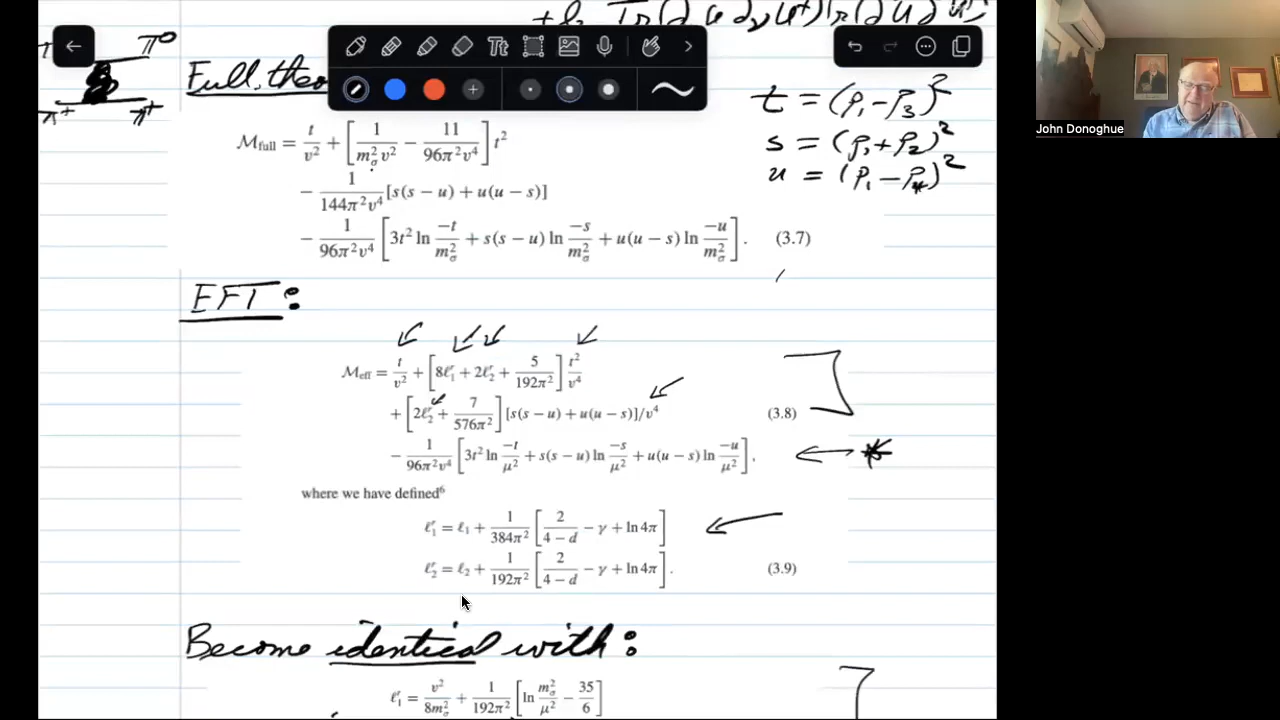 Full theo
t = (p₁ - p₃)²
s = (p₁ + p₂)²
u = (p₁ - p₄)²
π⁰
π⁺ π⁺
John Donoghue
Tt
M_full = t/v² + [1/(m_σ² v²) − 11/(96π²v⁴)] t²
− 1/(144π²v⁴) [s(s − u) + u(u − s)]
− 1/(96π²v⁴) [3t² ln −t/m_σ² + s(s − u) ln −s/m_σ² + u(u − s) ln −u/m_σ²]. (3.7)
EFT:
M_eff = t/v² + [8ℓ₁ʳ + 2ℓ₂ʳ + 5/(192π²)] t²/v⁴
+ [2ℓ₂ʳ + 7/(576π²)] [s(s − u) + u(u − s)]/v⁴ (3.8)
− 1/(96π²v⁴) [3t² ln −t/μ² + s(s − u) ln −s/μ² + u(u − s) ln −u/μ²],
where we have defined⁶
ℓ₁ʳ = ℓ₁ + 1/(384π²) [2/(4 − d) − γ + ln 4π]
ℓ₂ʳ = ℓ₂ + 1/(192π²) [2/(4 − d) − γ + ln 4π]. (3.9)
Become identical with:
ℓ₁ʳ = v²/(8m_σ²) + 1/(192π²) [ln m_σ²/μ² − 35/6]